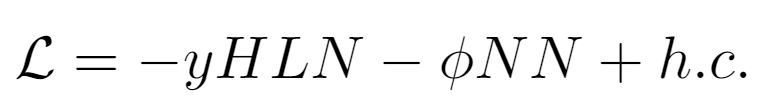 ℒ = −yHLN − ϕNN + h.c.